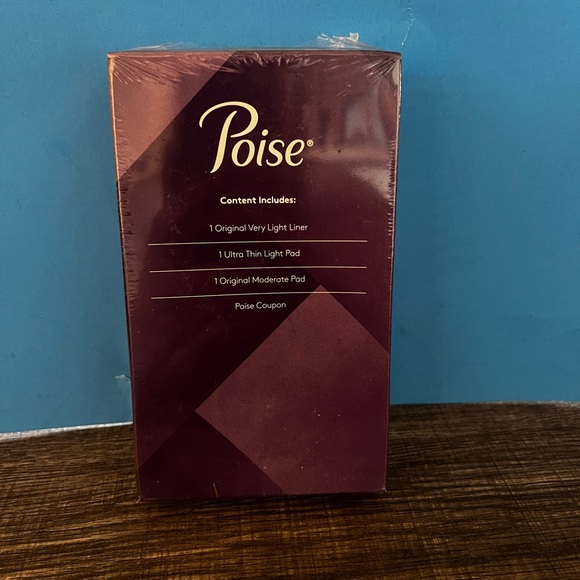 Poise®
Content Includes:
1 Original Very Light Liner
1 Ultra Thin Light Pad
1 Original Moderate Pad
Poise Coupon